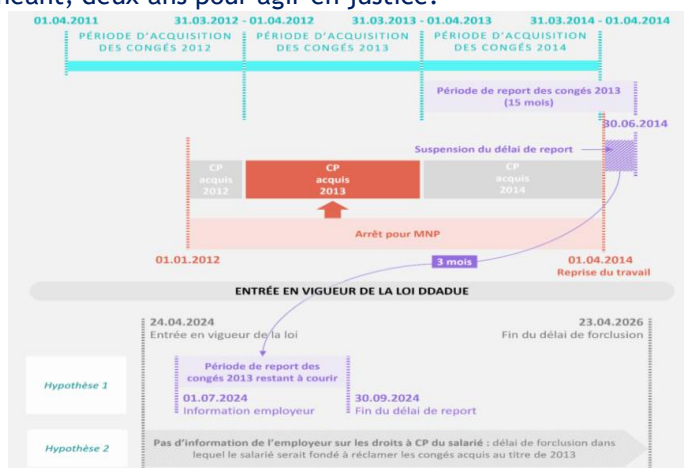 deux ans pour agir en justice.
01.04.2011
31.03.2012 - 01.04.2012
31.03.2013 - 01.04.2013
31.03.2014 - 01.04.2014
PÉRIODE D'ACQUISITION
DES CONGÉS 2012
PÉRIODE D'ACQUISITION
DES CONGÉS 2013
PÉRIODE D'ACQUISITION
DES CONGÉS 2014
Période de report des congés 2013
(15 mois)
30.06.2014
Suspension du délai de report
CP
acquis
2012
CP
acquis
2013
CP
acquis
2014
Arrêt pour MNP
01.01.2012
3 mois
01.04.2014
Reprise du travail
ENTRÉE EN VIGUEUR DE LA LOI DDADUE
24.04.2024
Entrée en vigueur de la loi
23.04.2026
Fin du délai de forclusion
Hypothèse 1
Période de report des
congés 2013 restant à courir
01.07.2024
Information employeur
30.09.2024
Fin du délai de report
Hypothèse 2
Pas d'information de l'employeur sur les droits à CP du salarié : délai de forclusion dans
lequel le salarié serait fondé à réclamer les congés acquis au titre de 2013